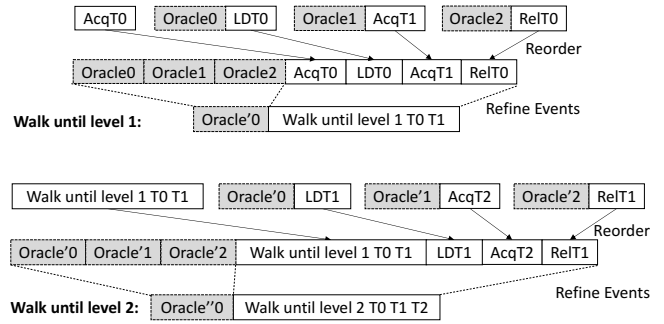 AcqT0 Oracle0 LDT0 Oracle1 AcqT1 Oracle2 RelT0
Reorder
Oracle0 Oracle1 Oracle2 AcqT0 LDT0 AcqT1 RelT0
Refine Events
Walk until level 1: Oracle'0 Walk until level 1 T0 T1
Walk until level 1 T0 T1 Oracle'0 LDT1 Oracle'1 AcqT2 Oracle'2 RelT1
Reorder
Oracle'0 Oracle'1 Oracle'2 Walk until level 1 T0 T1 LDT1 AcqT2 RelT1
Refine Events
Walk until level 2: Oracle''0 Walk until level 2 T0 T1 T2